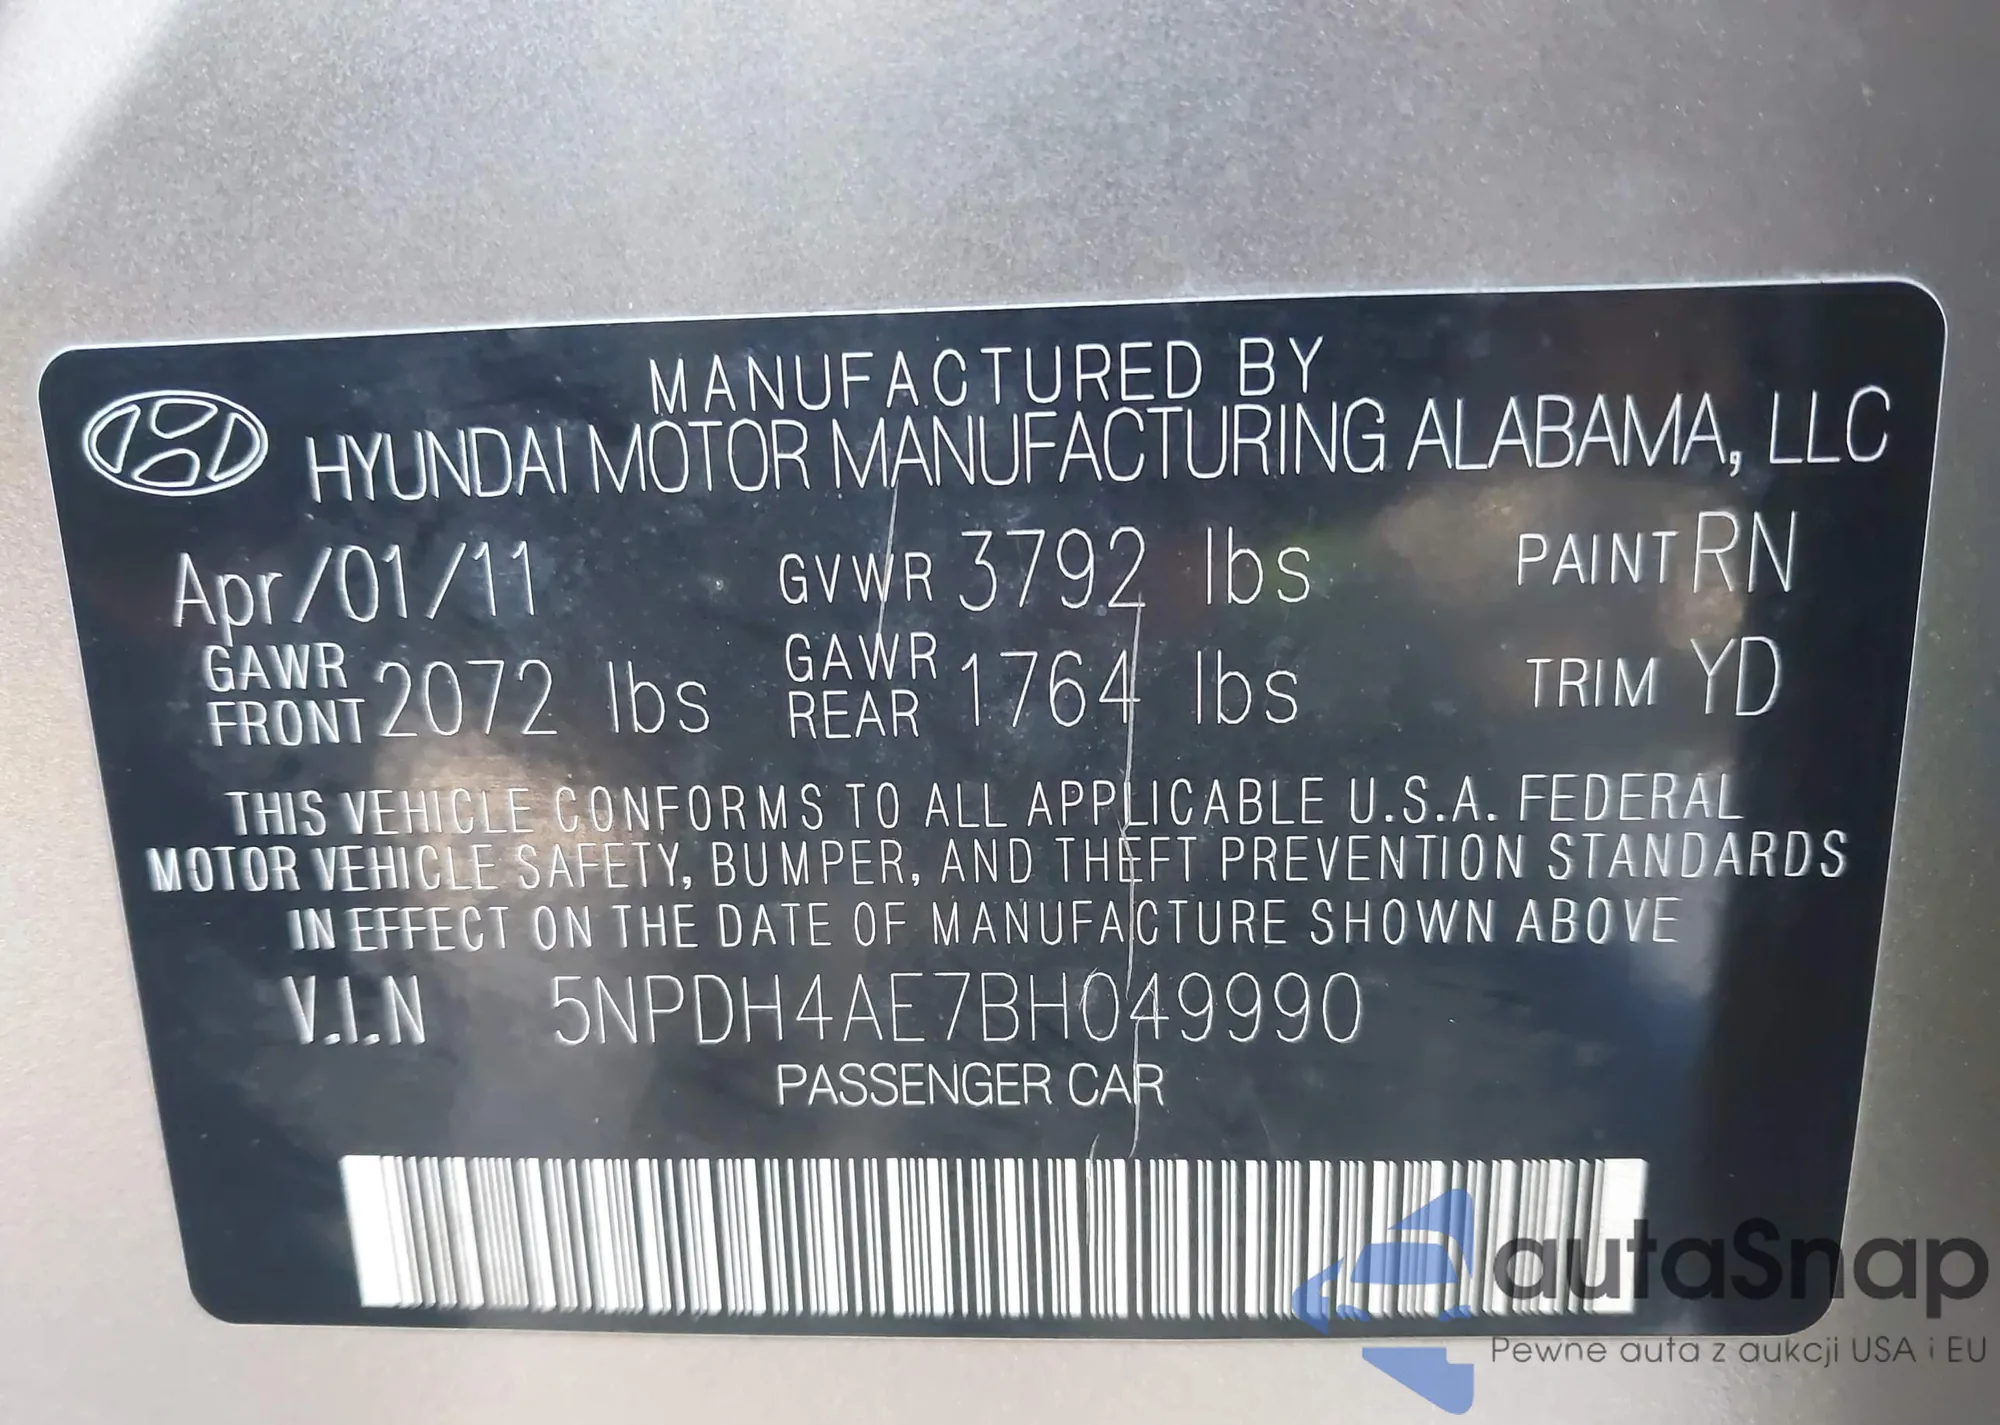 MANUFACTURED BY
HYUNDAI MOTOR MANUFACTURING ALABAMA, LLC
Apr/01/11 GVWR 3792 lbs PAINT RN
GAWR FRONT 2072 lbs GAWR REAR 1764 lbs TRIM YD
THIS VEHICLE CONFORMS TO ALL APPLICABLE U.S.A. FEDERAL
MOTOR VEHICLE SAFETY, BUMPER, AND THEFT PREVENTION STANDARDS
IN EFFECT ON THE DATE OF MANUFACTURE SHOWN ABOVE
V.I.N 5NPDH4AE7BH049990
PASSENGER CAR
autaSnap
Pewne auta z aukcji USA i EU